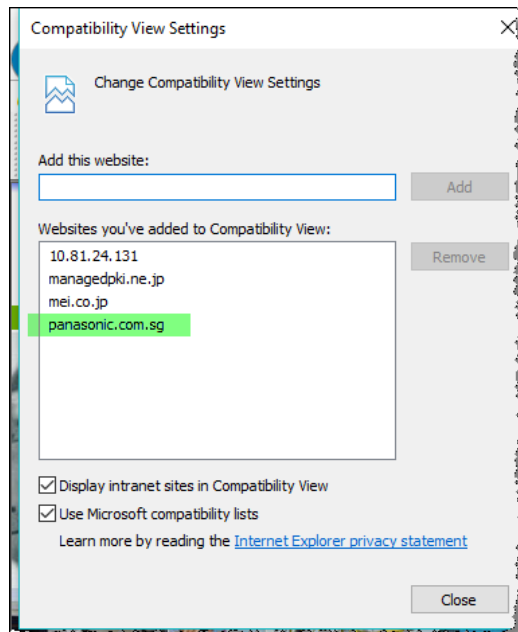 Compatibility View Settings
Change Compatibility View Settings
Add this website:
Add
Websites you've added to Compatibility View:
10.81.24.131
Remove
managedpki.ne.jp
mei.co.jp
panasonic.com.sg
Display intranet sites in Compatibility View
Use Microsoft compatibility lists
Learn more by reading the Internet Explorer privacy statement
Close